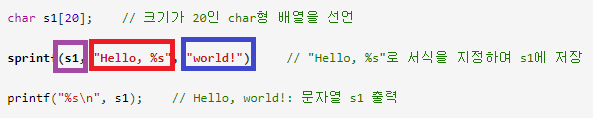 char s1[20];    // 크기가 20인 char형 배열을 선언
sprintf(s1, "Hello, %s", "world!")    // "Hello, %s"로 서식을 지정하여 s1에 저장
printf("%s\n", s1);    // Hello, world!: 문자열 s1 출력